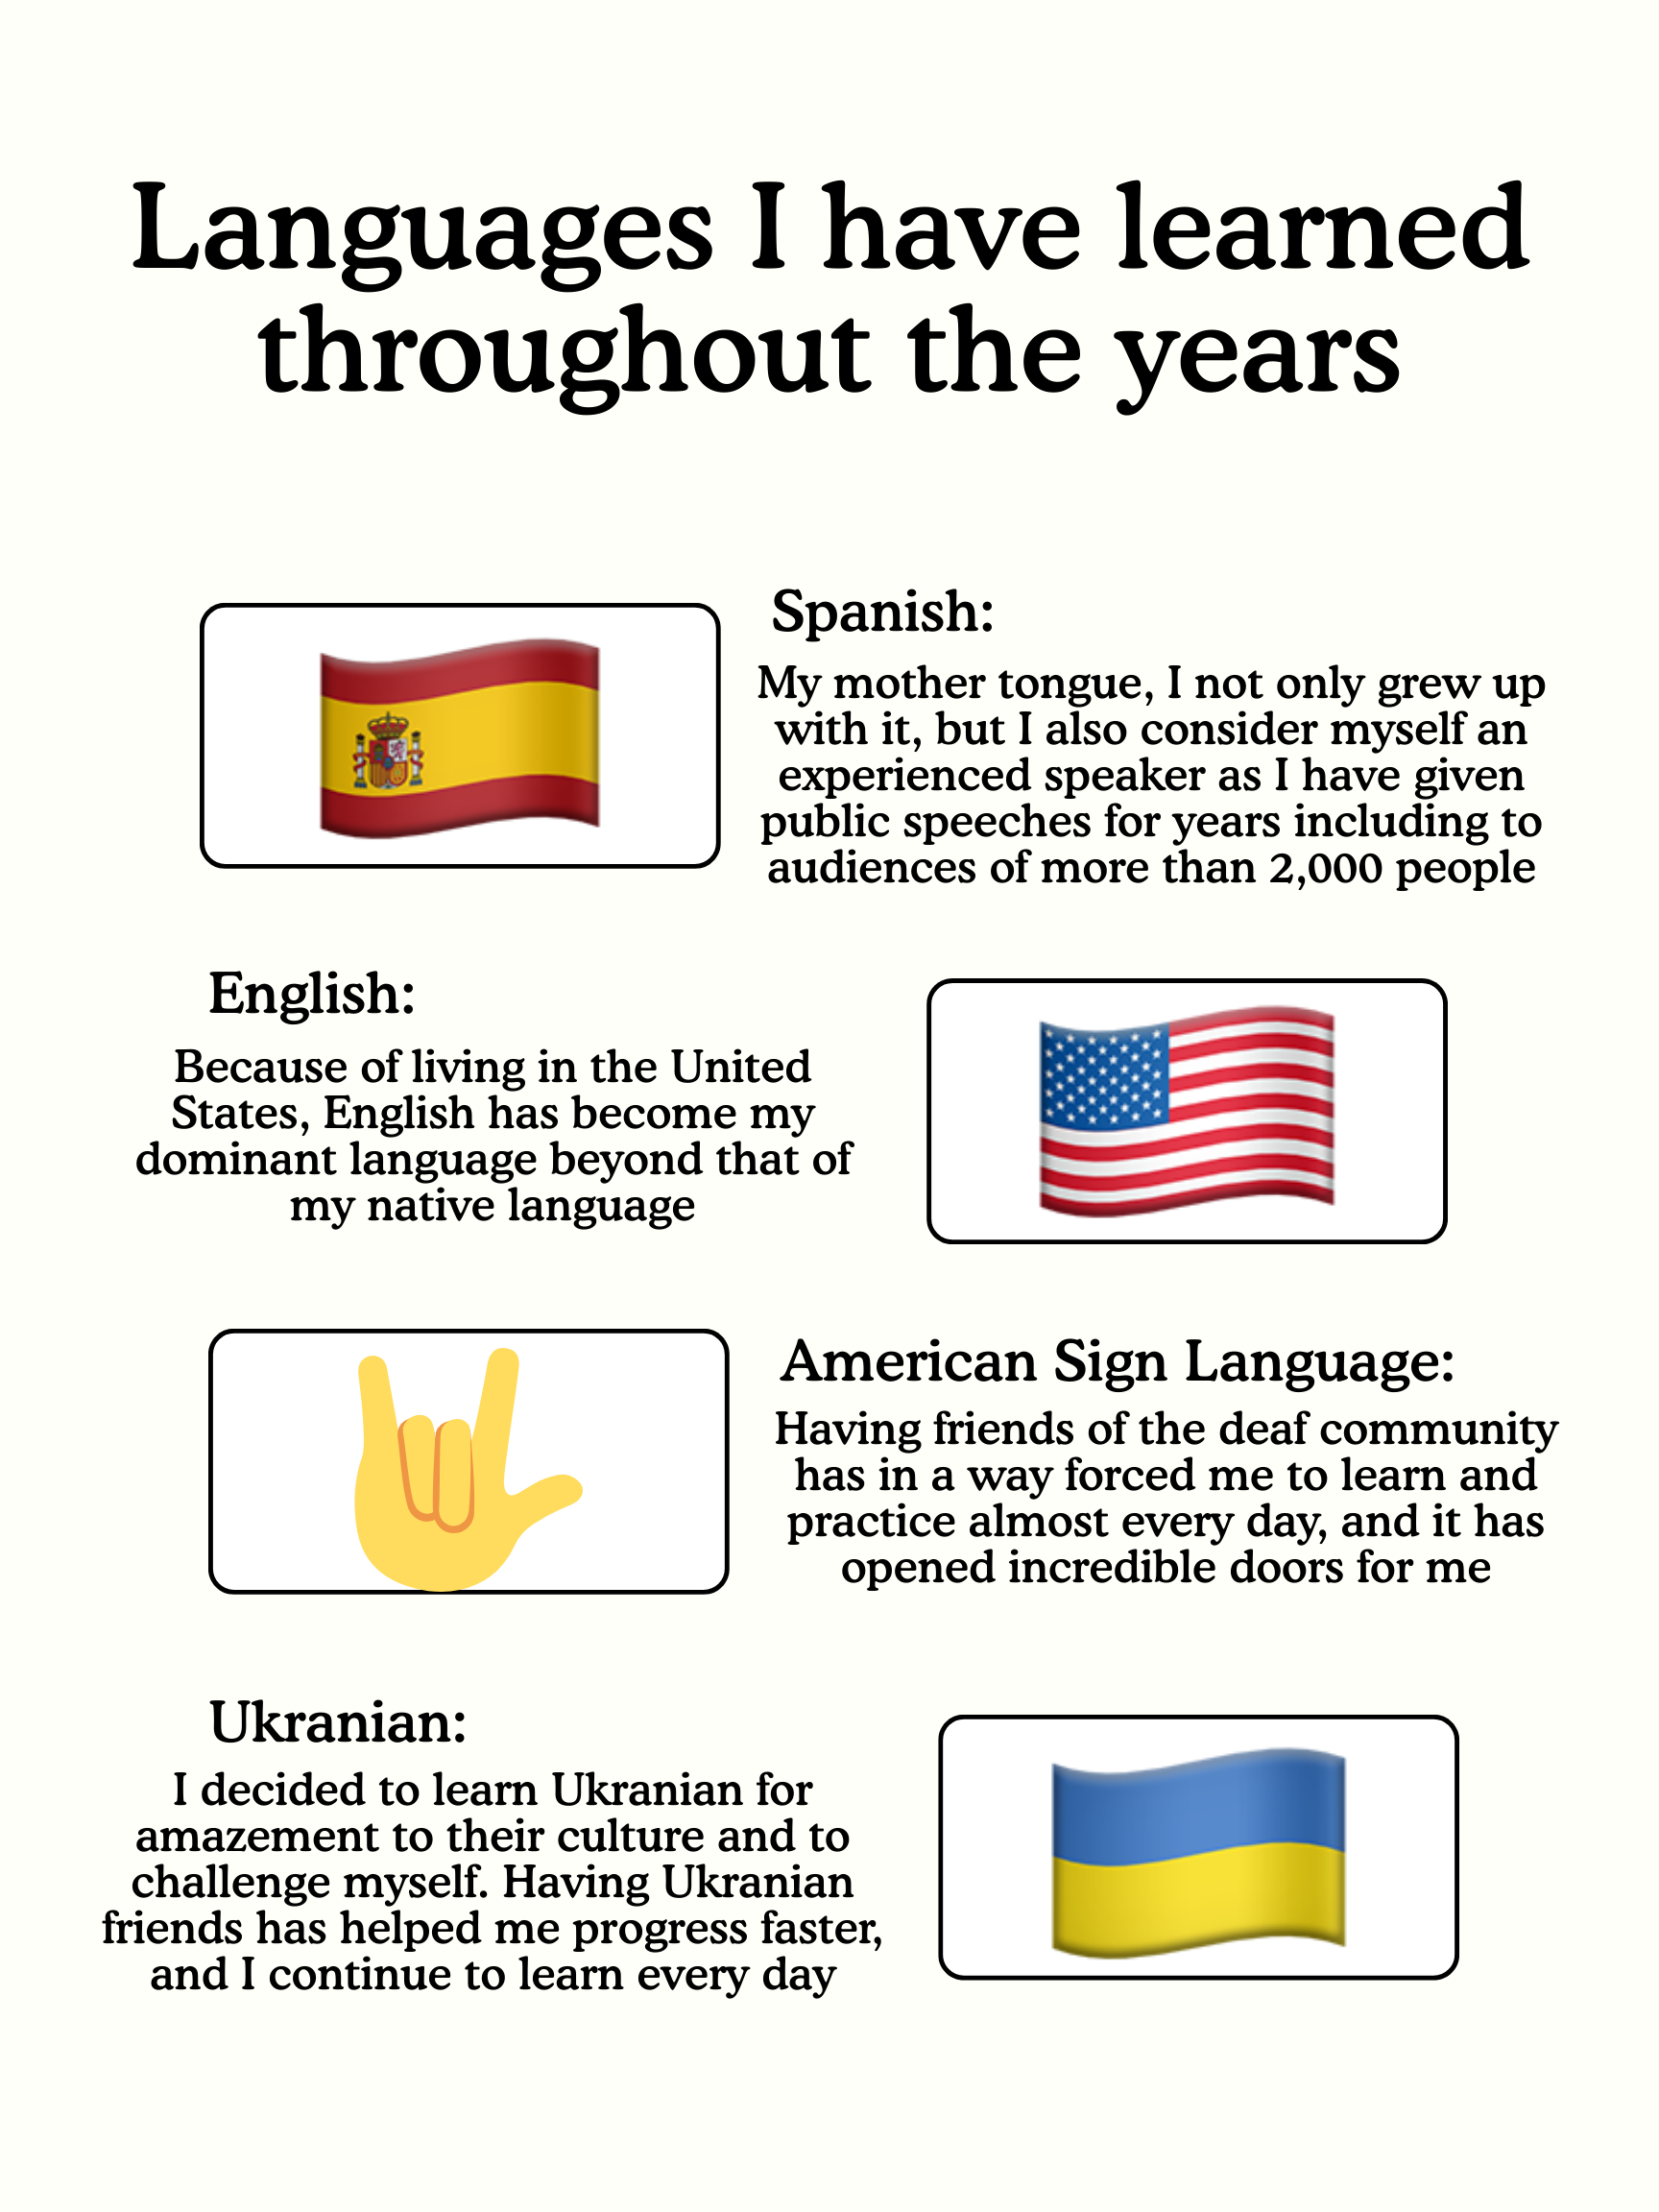 Languages I have learned
throughout the years
Spanish:
My mother tongue, I not only grew up
with it, but I also consider myself an
experienced speaker as I have given
public speeches for years including to
audiences of more than 2,000 people
English:
Because of living in the United
States, English has become my
dominant language beyond that of
my native language
American Sign Language:
Having friends of the deaf community
has in a way forced me to learn and
practice almost every day, and it has
opened incredible doors for me
Ukranian:
I decided to learn Ukranian for
amazement to their culture and to
challenge myself. Having Ukranian
friends has helped me progress faster,
and I continue to learn every day